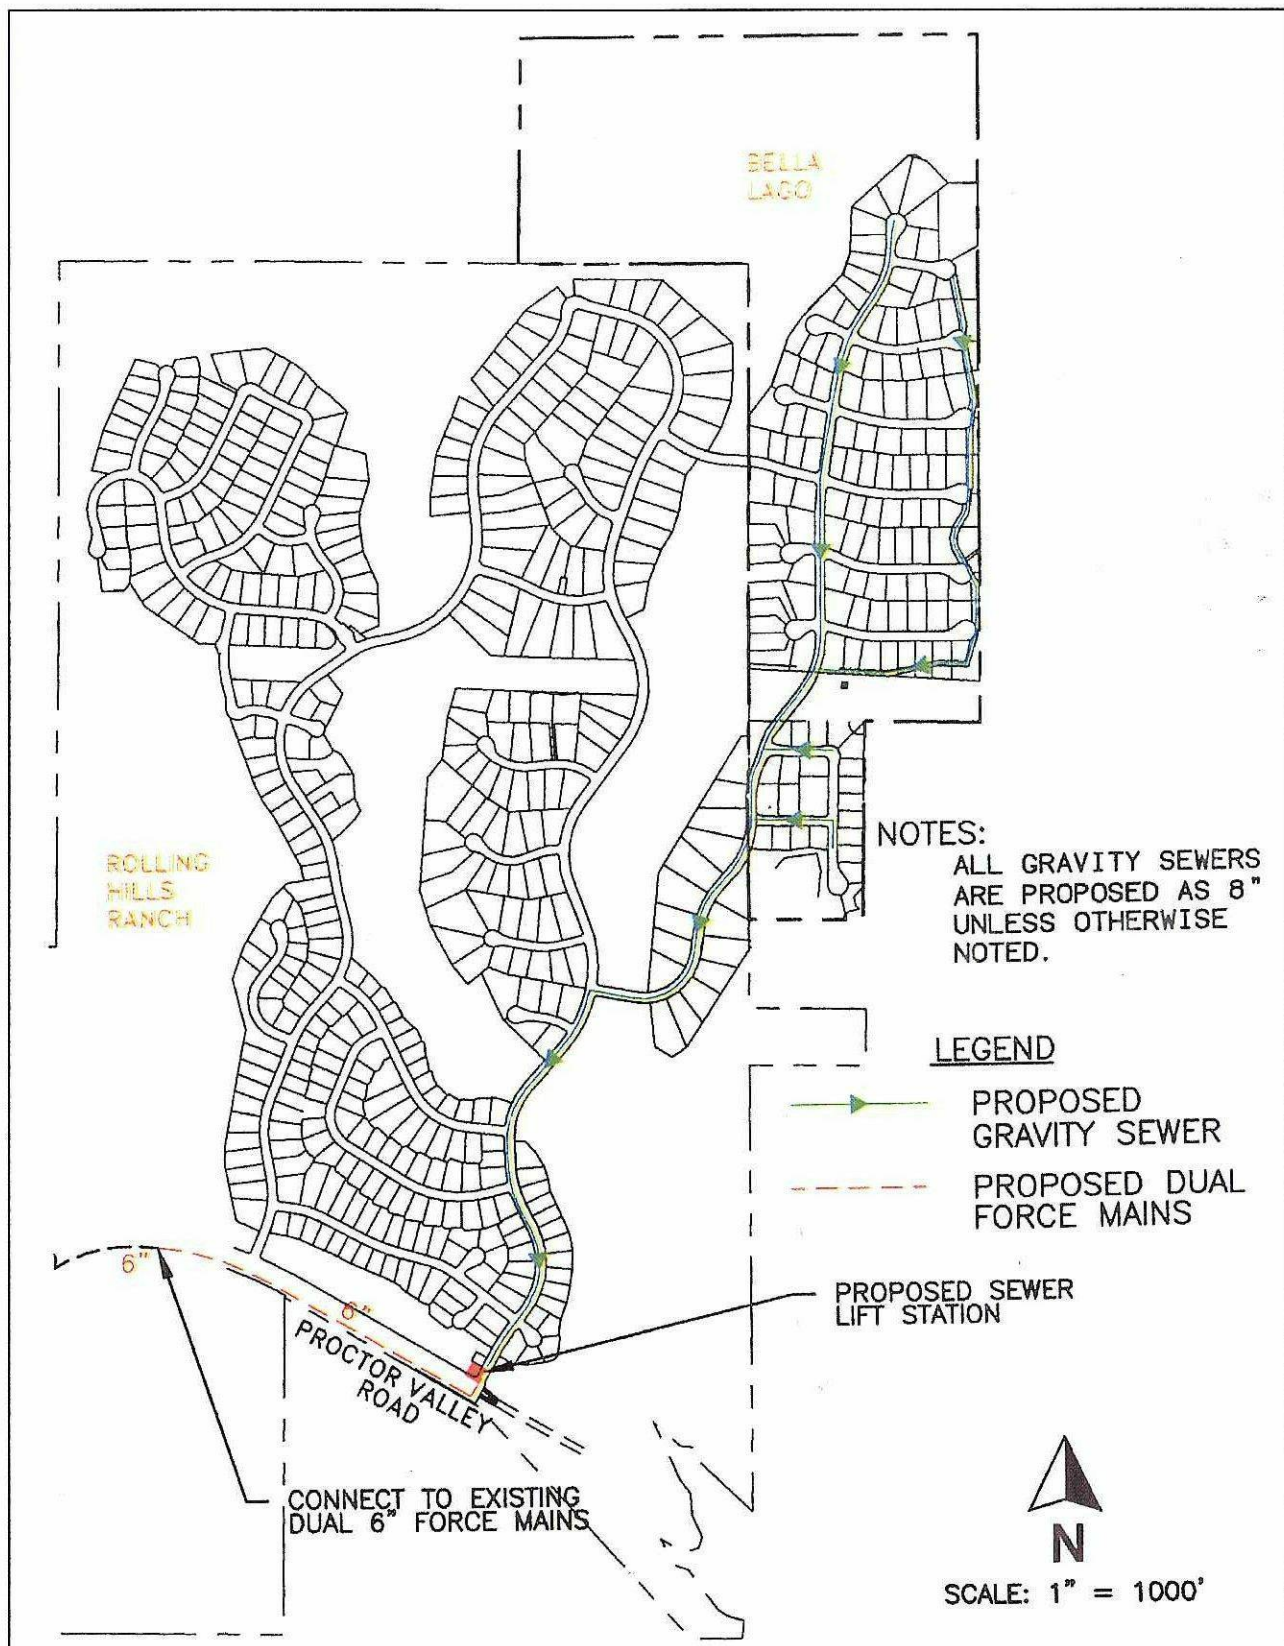 BELLA
LAGO
ROLLING
HILLS
RANCH
NOTES:
ALL GRAVITY SEWERS
ARE PROPOSED AS 8"
UNLESS OTHERWISE
NOTED.
LEGEND
PROPOSED
GRAVITY SEWER
PROPOSED DUAL
FORCE MAINS
6"
6"
PROPOSED SEWER
LIFT STATION
PROCTOR VALLEY
ROAD
CONNECT TO EXISTING
DUAL 6" FORCE MAINS
N
SCALE: 1" = 1000'